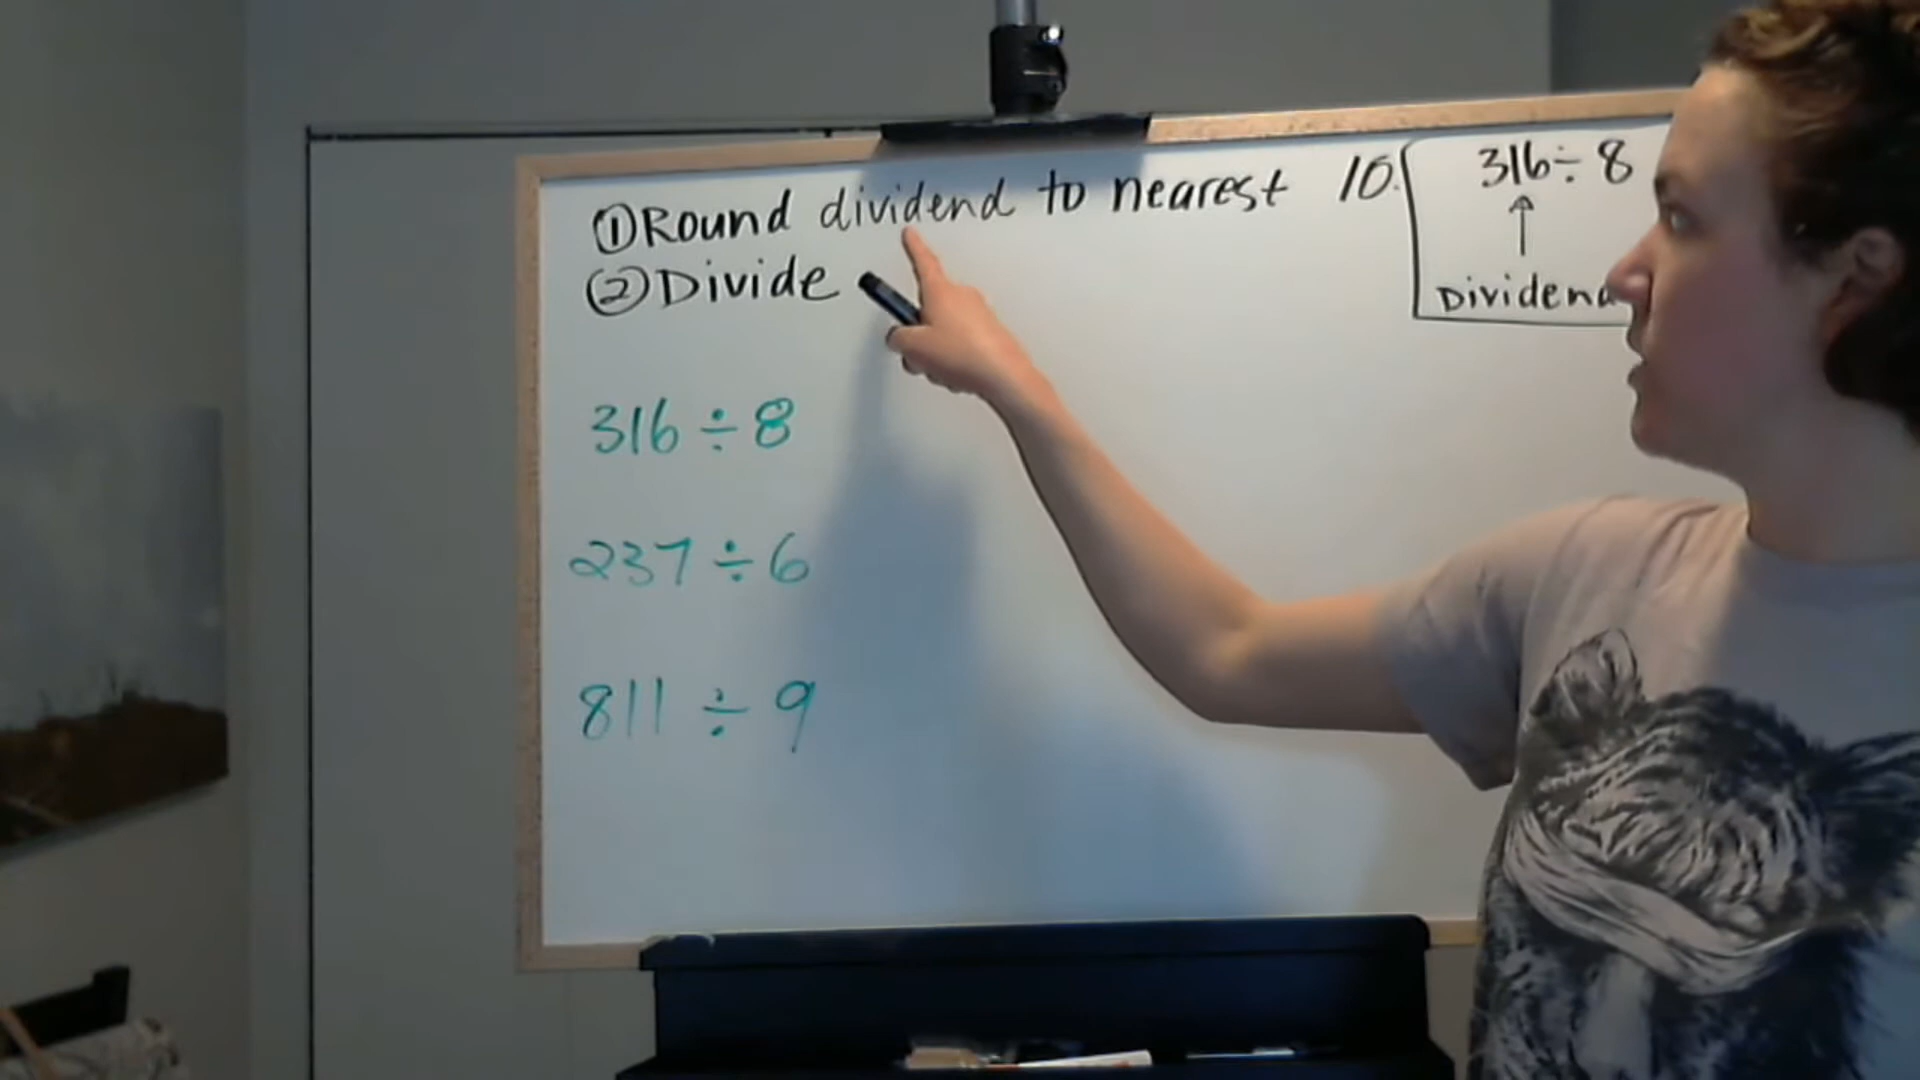 ①Round dividend to nearest 10.
②Divide
316 ÷ 8
Dividend
316 ÷ 8
237 ÷ 6
811 ÷ 9